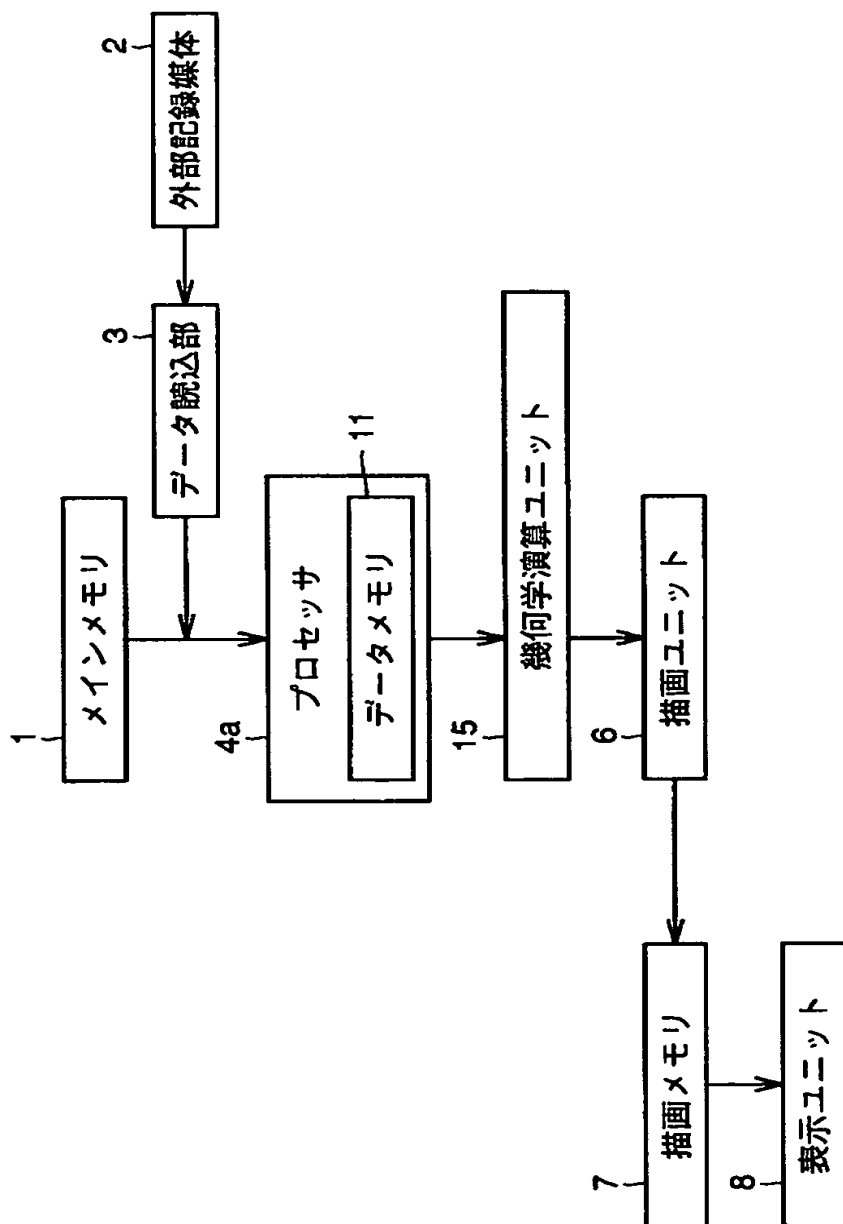 1
メインメモリ
2
外部記録媒体
3
データ読込部
4a
プロセッサ
11
データメモリ
15
幾何学演算ユニット
6
描画ユニット
7
描画メモリ
8
表示ユニット